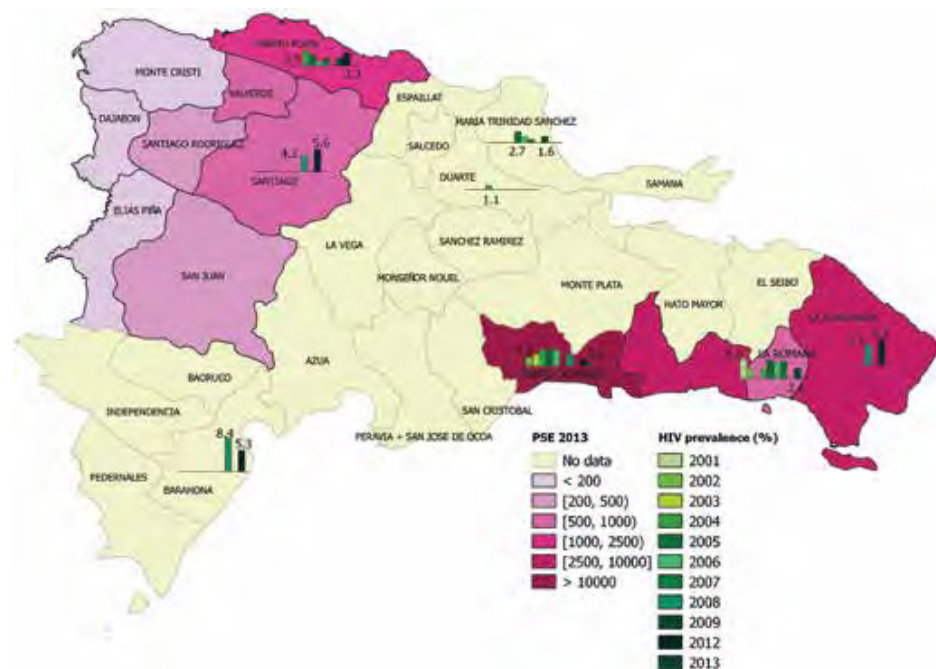 MONTE CRISTI
ESPAILLAT
VALVERDE
DAJABON
MARIA TRINIDAD SANCHEZ
SANTIAGO RODRIGUEZ
SALCEDO
2.7 1.6
4.2 5.6
SANTIAGO
DUARTE
SAMANA
1.1
ELIAS PIÑA
LA VEGA
SANCHEZ RAMIREZ
SAN JUAN
MONSEÑOR NOUEL
MONTE PLATA
EL SEIBO
HATO MAYOR
LA ROMANA
AZUA
BAORUCO
INDEPENDENCIA
SAN CRISTOBAL
PERAVIA + SAN JOSE DE OCOA
8.4 5.3
PEDERNALES
BARAHONA
PSE 2013
No data
< 200
[200, 500)
[500, 1000)
[1000, 2500)
[2500, 10000]
> 10000
HIV prevalence (%)
2001
2002
2003
2004
2005
2006
2007
2008
2009
2012
2013